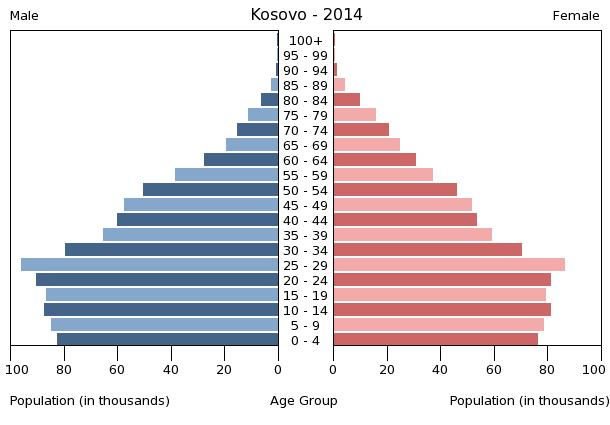 Kosovo - 2014
Male
Female
100+
95 - 99
90 - 94
85 - 89
80 - 84
75 - 79
70 - 74
65 - 69
60 - 64
55 - 59
50 - 54
45 - 49
40 - 44
35 - 39
30 - 34
25 - 29
20 - 24
15 - 19
10 - 14
5 - 9
0 - 4
100 80 60 40 20 0 0 20 40 60 80 100
Population (in thousands) Age Group Population (in thousands)